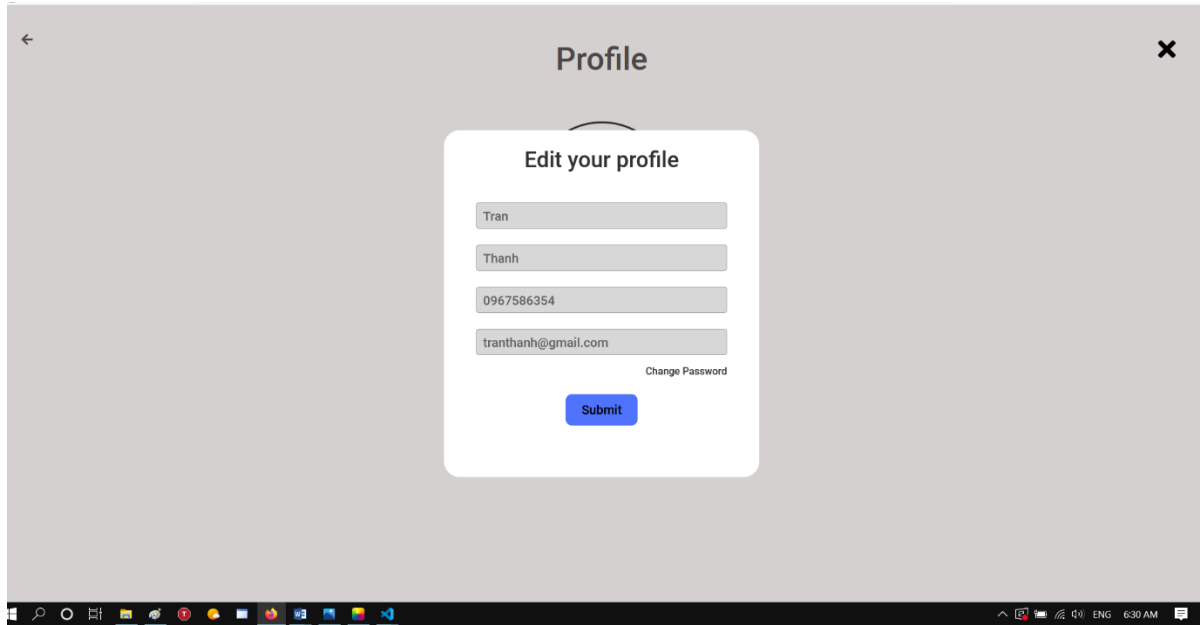 Profile
Edit your profile
Tran
Thanh
0967586354
tranthanh@gmail.com
Change Password
Submit
ENG 6:30 AM